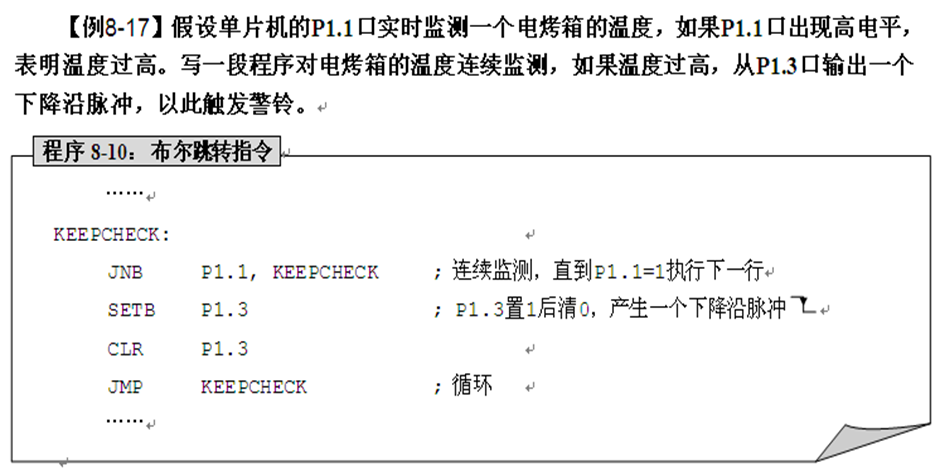 【例8-17】假设单片机的P1.1口实时监测一个电烤箱的温度，如果P1.1口出现高电平，
表明温度过高。写一段程序对电烤箱的温度连续监测，如果温度过高，从P1.3口输出一个
下降沿脉冲，以此触发警铃。
程序 8-10：布尔跳转指令
……
KEEPCHECK:
JNB P1.1, KEEPCHECK ; 连续监测，直到P1.1=1执行下一行
SETB P1.3 ; P1.3置1后清0，产生一个下降沿脉冲
CLR P1.3
JMP KEEPCHECK ; 循环
……